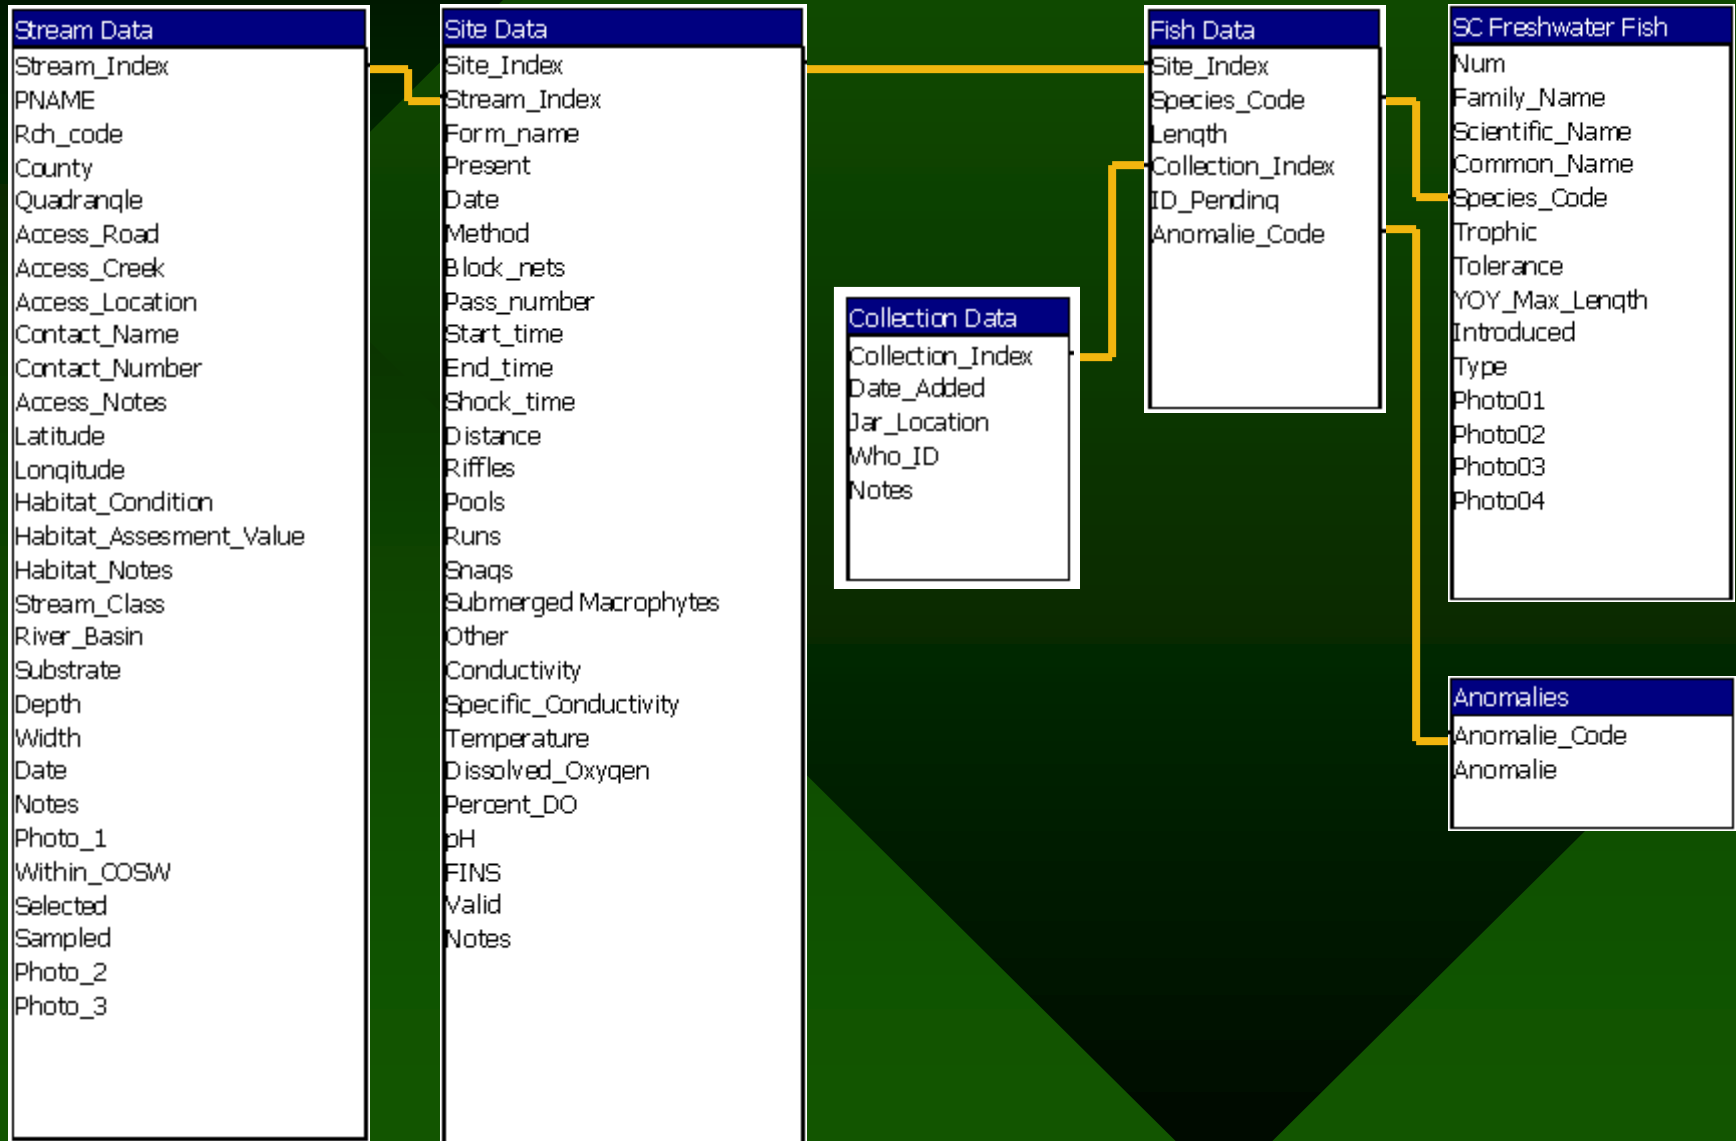 Stream Data
Stream_Index
PNAME
Rch_code
County
Quadrangle
Access_Road
Access_Creek
Access_Location
Contact_Name
Contact_Number
Access_Notes
Latitude
Longitude
Habitat_Condition
Habitat_Assesment_Value
Habitat_Notes
Stream_Class
River_Basin
Substrate
Depth
Width
Date
Notes
Photo_1
Within_COSW
Selected
Sampled
Photo_2
Photo_3
Site Data
Site_Index
Stream_Index
Form_name
Present
Date
Method
Block_nets
Pass_number
Start_time
End_time
Shock_time
Distance
Riffles
Pools
Runs
Snags
Submerged Macrophytes
Other
Conductivity
Specific_Conductivity
Temperature
Dissolved_Oxygen
Percent_DO
pH
FINS
Valid
Notes
Collection Data
Collection_Index
Date_Added
Jar_Location
Who_ID
Notes
Fish Data
Site_Index
Species_Code
Length
Collection_Index
ID_Pending
Anomalie_Code
SC Freshwater Fish
Num
Family_Name
Scientific_Name
Common_Name
Species_Code
Trophic
Tolerance
YOY_Max_Length
Introduced
Type
Photo01
Photo02
Photo03
Photo04
Anomalies
Anomalie_Code
Anomalie